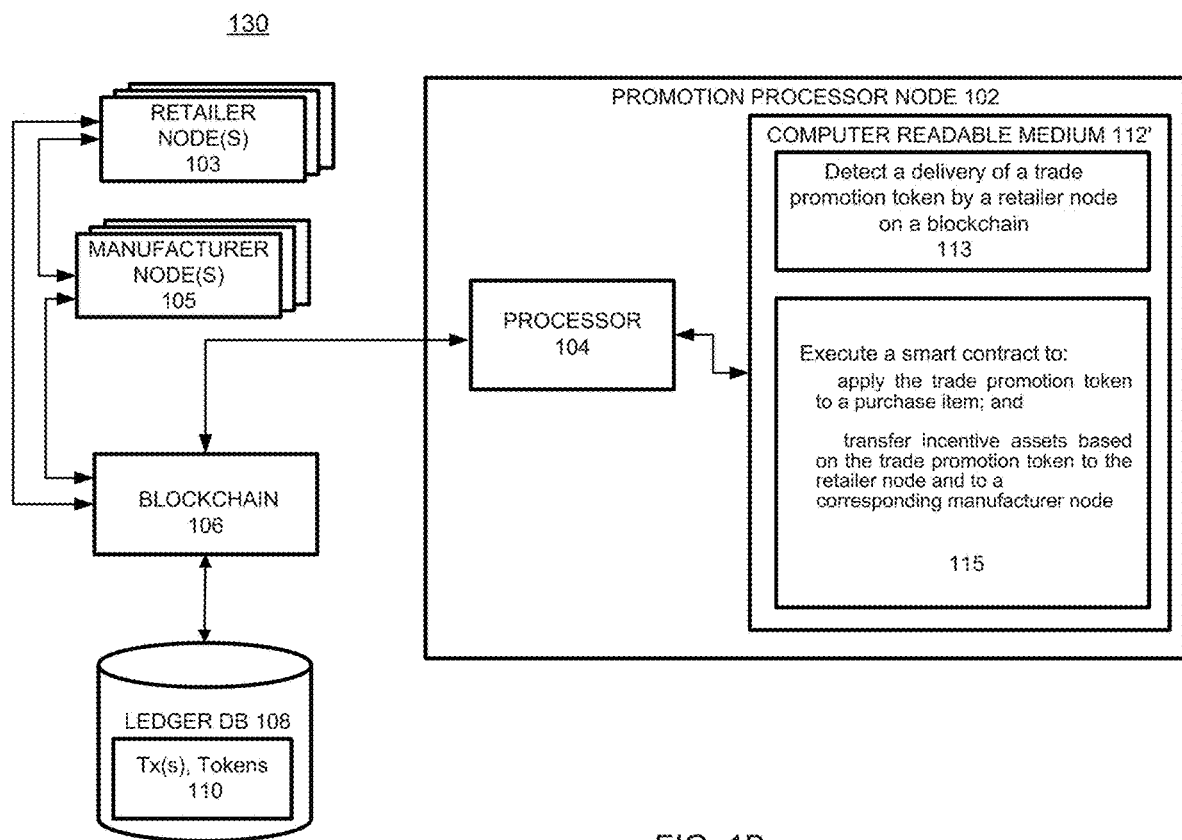 130
RETAILER
NODE(S)
103
MANUFACTURER
NODE(S)
105
BLOCKCHAIN
106
LEDGER DB 108
Tx(s), Tokens
110
PROMOTION PROCESSOR NODE 102
PROCESSOR
104
COMPUTER READABLE MEDIUM 112'
Detect a delivery of a trade
promotion token by a retailer node
on a blockchain
113
Execute a smart contract to:
apply the trade promotion token
to a purchase item; and
transfer incentive assets based
on the trade promotion token to the
retailer node and to a
corresponding manufacturer node
115